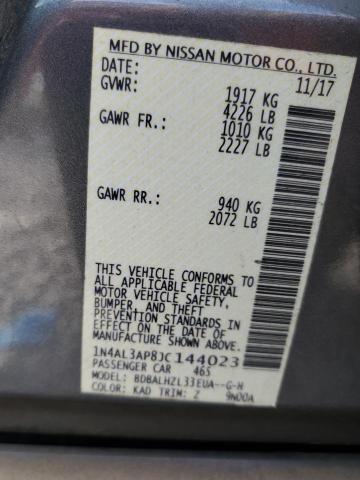 MFD BY NISSAN MOTOR CO., LTD.
DATE: 11/17
GVWR: 1917 KG
4226 LB
GAWR FR.: 1010 KG
2227 LB
GAWR RR.: 940 KG
2072 LB
THIS VEHICLE CONFORMS TO
ALL APPLICABLE FEDERAL
MOTOR VEHICLE SAFETY,
BUMPER, AND THEFT
PREVENTION STANDARDS IN
EFFECT ON THE DATE OF
MANUFACTURE SHOWN ABOVE.
1N4AL3AP8JC144023
PASSENGER CAR 465
MODEL: BDBALHZL33EUA--G-H
COLOR: KAD TRIM: Z 9N00A